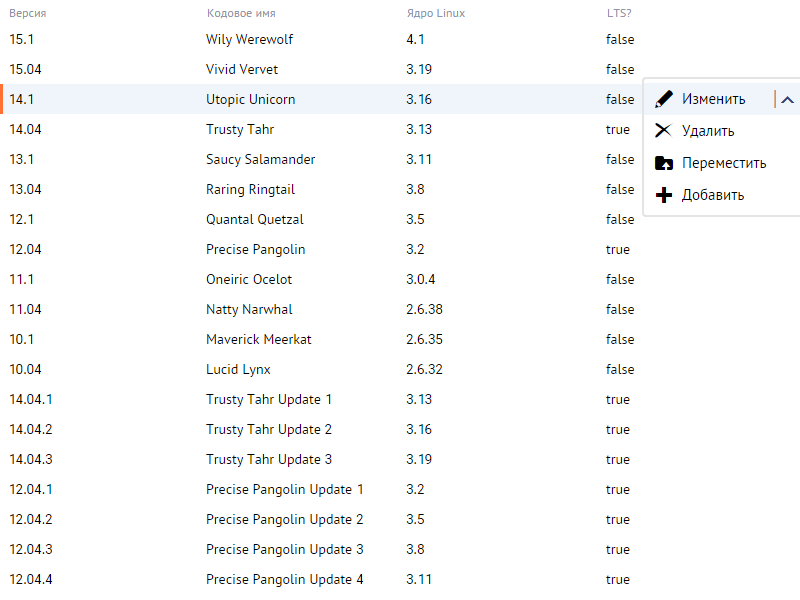 Версия Кодовое имя Ядро Linux LTS?
15.1 Wily Werewolf 4.1 false
15.04 Vivid Vervet 3.19 false
14.1 Utopic Unicorn 3.16 false Изменить
14.04 Trusty Tahr 3.13 true Удалить
13.1 Saucy Salamander 3.11 false Переместить
13.04 Raring Ringtail 3.8 false Добавить
12.1 Quantal Quetzal 3.5 false
12.04 Precise Pangolin 3.2 true
11.1 Oneiric Ocelot 3.0.4 false
11.04 Natty Narwhal 2.6.38 false
10.1 Maverick Meerkat 2.6.35 false
10.04 Lucid Lynx 2.6.32 false
14.04.1 Trusty Tahr Update 1 3.13 true
14.04.2 Trusty Tahr Update 2 3.16 true
14.04.3 Trusty Tahr Update 3 3.19 true
12.04.1 Precise Pangolin Update 1 3.2 true
12.04.2 Precise Pangolin Update 2 3.5 true
12.04.3 Precise Pangolin Update 3 3.8 true
12.04.4 Precise Pangolin Update 4 3.11 true